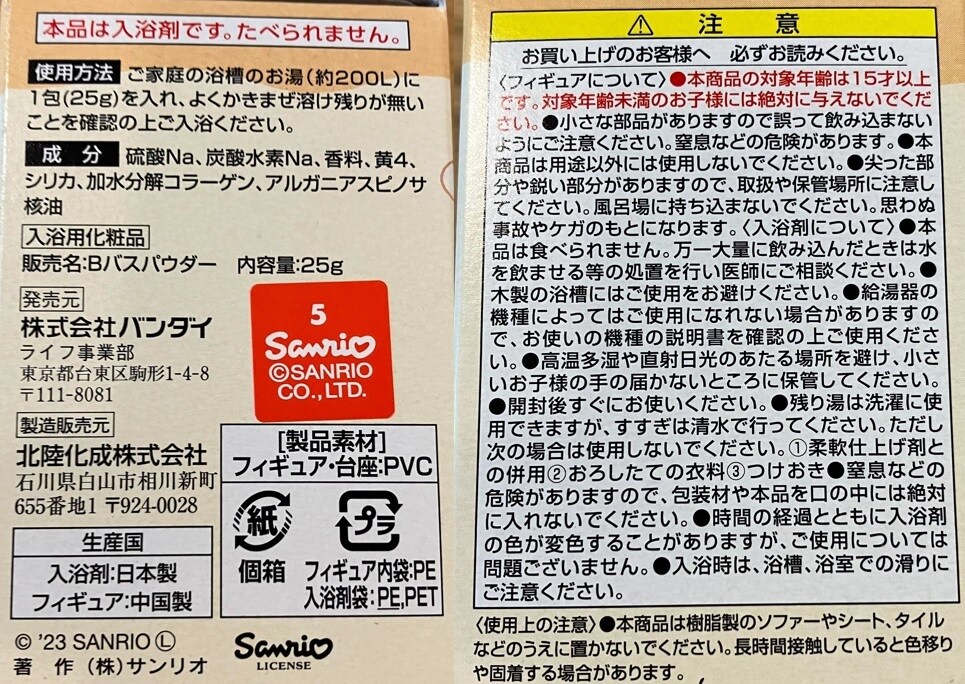 本品は入浴剤です。たべられません。
使用方法 ご家庭の浴槽のお湯(約200L)に
1包(25g)を入れ、よくかきまぜ溶け残りが無い
ことを確認の上ご入浴ください。
成分 硫酸Na、炭酸水素Na、香料、黄4、
シリカ、加水分解コラーゲン、アルガニアスピノサ
核油
入浴用化粧品
販売名:Bバスパウダー 内容量:25g
発売元
株式会社バンダイ
ライフ事業部
東京都台東区駒形1-4-8
〒111-8081
製造販売元
北陸化成株式会社
石川県白山市相川新町
655番地1 〒924-0028
生産国
入浴剤:日本製
フィギュア:中国製
© '23 SANRIO Ⓛ
著作(株)サンリオ
5
Sanrio
©SANRIO
CO.,LTD.
[製品素材]
フィギュア・台座:PVC
紙
個箱
プラ
フィギュア内袋:PE
入浴剤袋:PE,PET
Sanrio
LICENSE
⚠ 注意
お買い上げのお客様へ 必ずお読みください。
〈フィギュアについて〉●本商品の対象年齢は15才以上
です。対象年齢未満のお子様には絶対に与えないでくだ
さい。●小さな部品がありますので誤って飲み込まない
ようにご注意ください。窒息などの危険があります。●本
商品は用途以外には使用しないでください。●尖った部
分や鋭い部分がありますので、取扱や保管場所に注意し
てください。風呂場に持ち込まないでください。思わぬ
事故やケガのもとになります。〈入浴剤について〉●本
品は食べられません。万一大量に飲み込んだときは水
を飲ませる等の処置を行い医師にご相談ください。●
木製の浴槽にはご使用をお避けください。●給湯器の
機種によってはご使用になれない場合がありますの
で、お使いの機種の説明書を確認の上ご使用くださ
い。●高温多湿や直射日光のあたる場所を避け、小さ
いお子様の手の届かないところに保管してください。
●開封後すぐにお使いください。●残り湯は洗濯に使
用できますが、すすぎは清水で行ってください。ただし
次の場合は使用しないでください。①柔軟仕上げ剤と
の併用②おろしたての衣料③つけおき●窒息などの
危険がありますので、包装材や本品を口の中には絶対
に入れないでください。●時間の経過とともに入浴剤
の色が変色することがありますが、ご使用については
問題ございません。●入浴時は、浴槽、浴室での滑りに
ご注意ください。
〈使用上の注意〉●本商品は樹脂製のソファーやシート、タイル
などのうえに置かないでください。長時間接触していると色移り
や固着する場合があります。